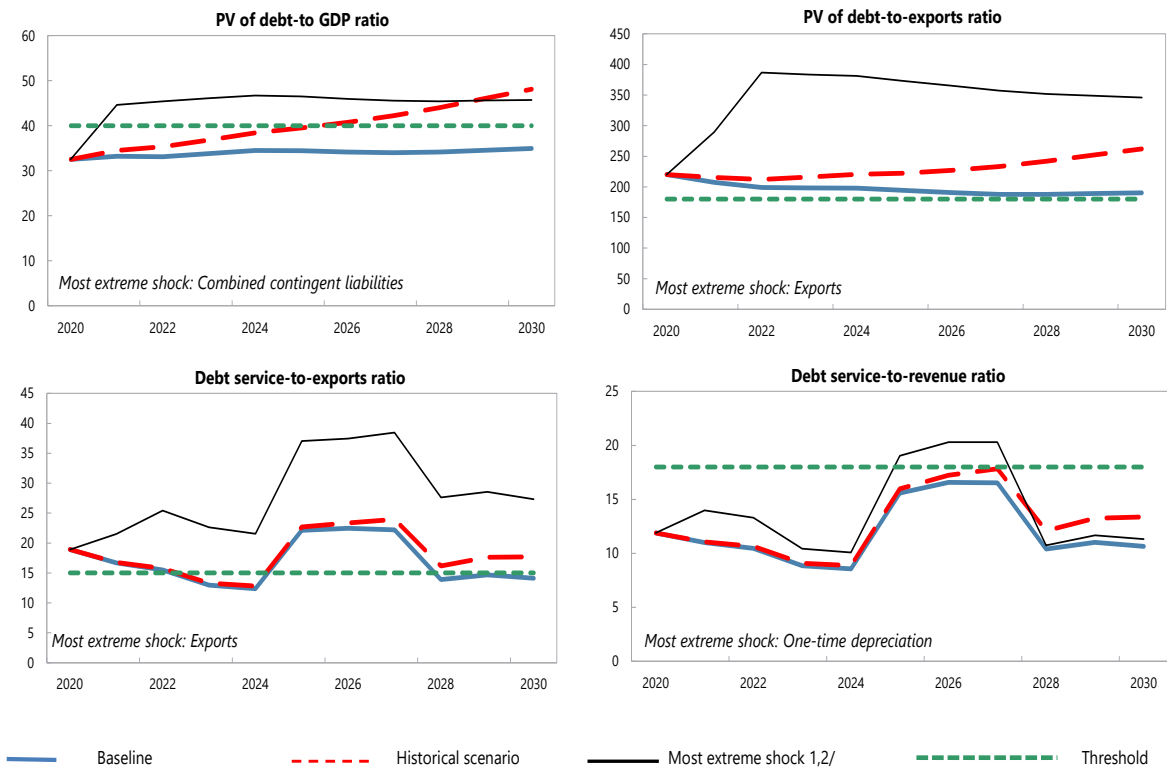 PV of debt-to GDP ratio
60
50
40
30
20
10
0
Most extreme shock: Combined contingent liabilities
2020 2022 2024 2026 2028 2030
PV of debt-to-exports ratio
450
400
350
300
250
200
150
100
50
0
Most extreme shock: Exports
2020 2022 2024 2026 2028 2030
Debt service-to-exports ratio
45
40
35
30
25
20
15
10
5
0
Most extreme shock: Exports
2020 2022 2024 2026 2028 2030
Debt service-to-revenue ratio
25
20
15
10
5
0
Most extreme shock: One-time depreciation
2020 2022 2024 2026 2028 2030
Baseline Historical scenario Most extreme shock 1,2/ Threshold